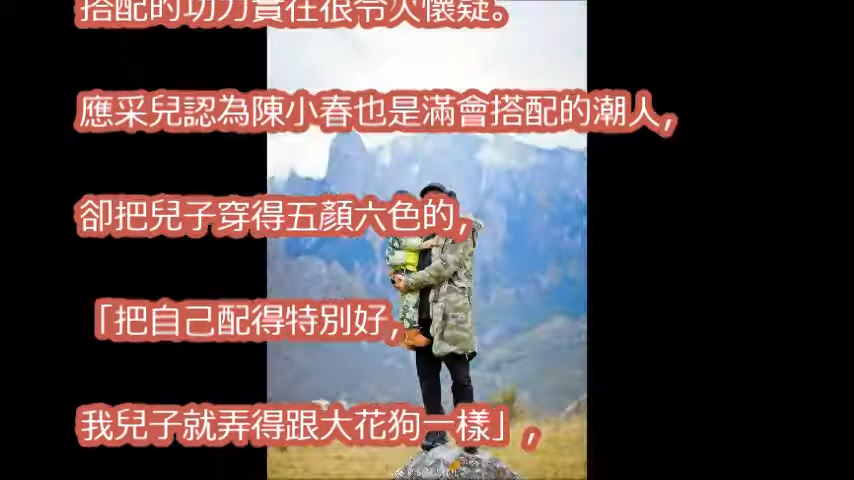 搭配的功力實在很令人懷疑。
應采兒認為陳小春也是滿會搭配的潮人，
卻把兒子穿得五顏六色的，
「把自己配得特別好，
我兒子就弄得跟大花狗一樣」，